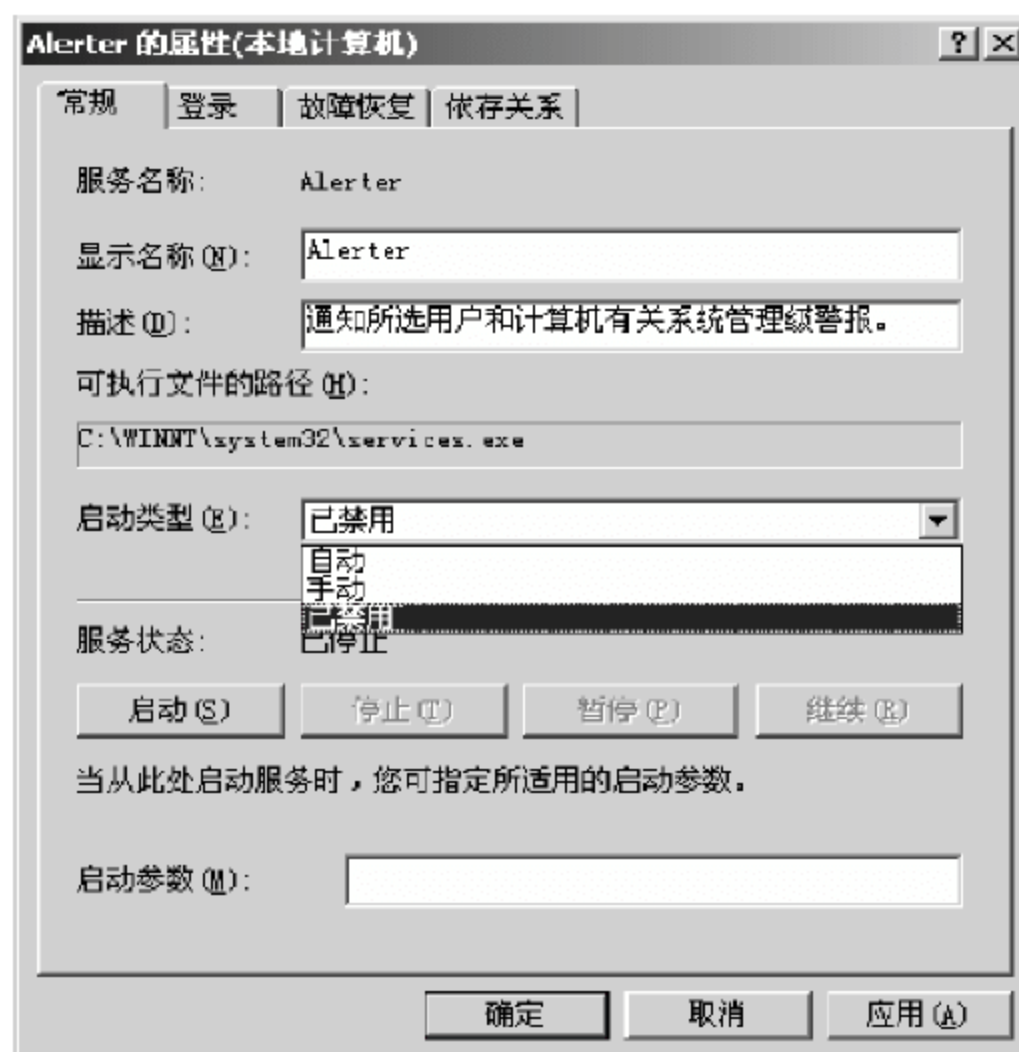 Alerter 的属性(本地计算机)
常规 登录 故障恢复 依存关系
服务名称: Alerter
显示名称(N): Alerter
描述(D): 通知所选用户和计算机有关系统管理级警报。
可执行文件的路径(H):
C:\WINNT\system32\services.exe
启动类型(E): 已禁用
自动
手动
已禁用
服务状态: 已停止
启动(S) 停止(T) 暂停(P) 继续(R)
当从此处启动服务时，您可指定所适用的启动参数。
启动参数(M):
确定 取消 应用(A)